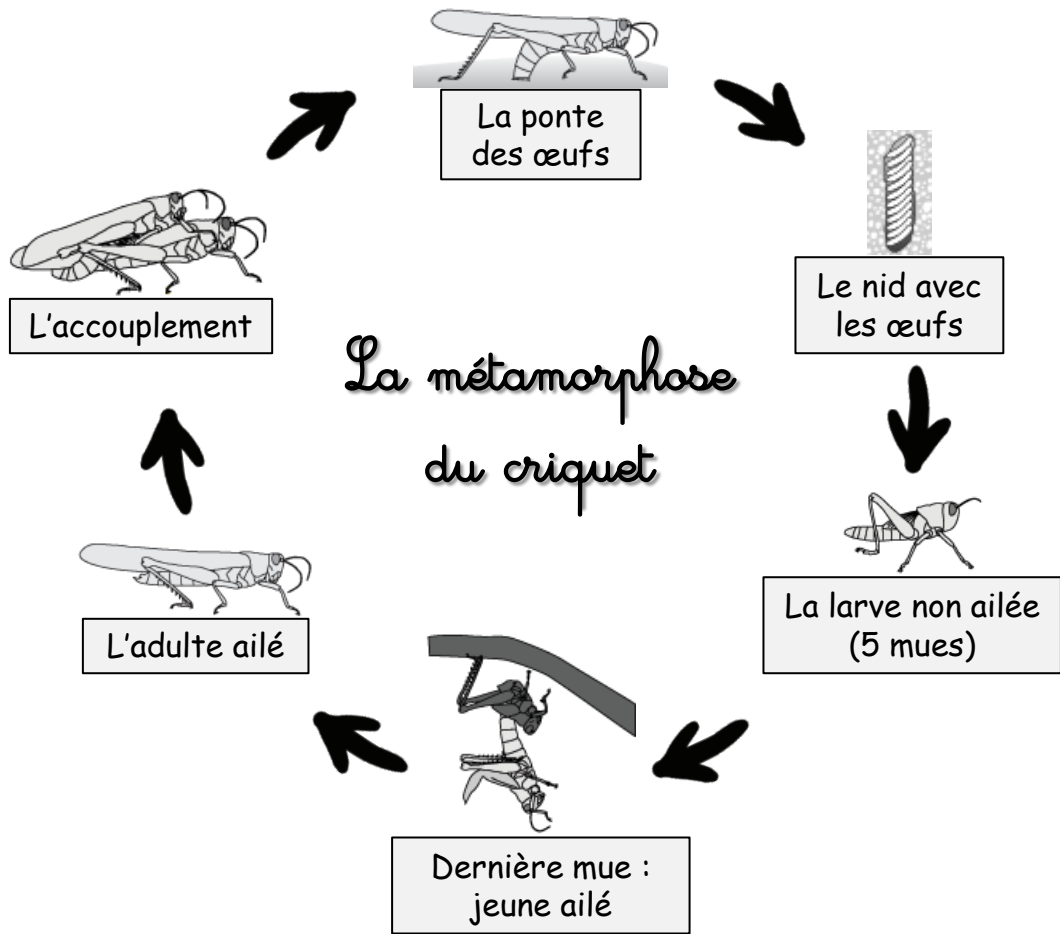 La ponte
des œufs
Le nid avec
les œufs
L'accouplement
La métamorphose
du criquet
La larve non ailée
(5 mues)
L'adulte ailé
Dernière mue :
jeune ailé